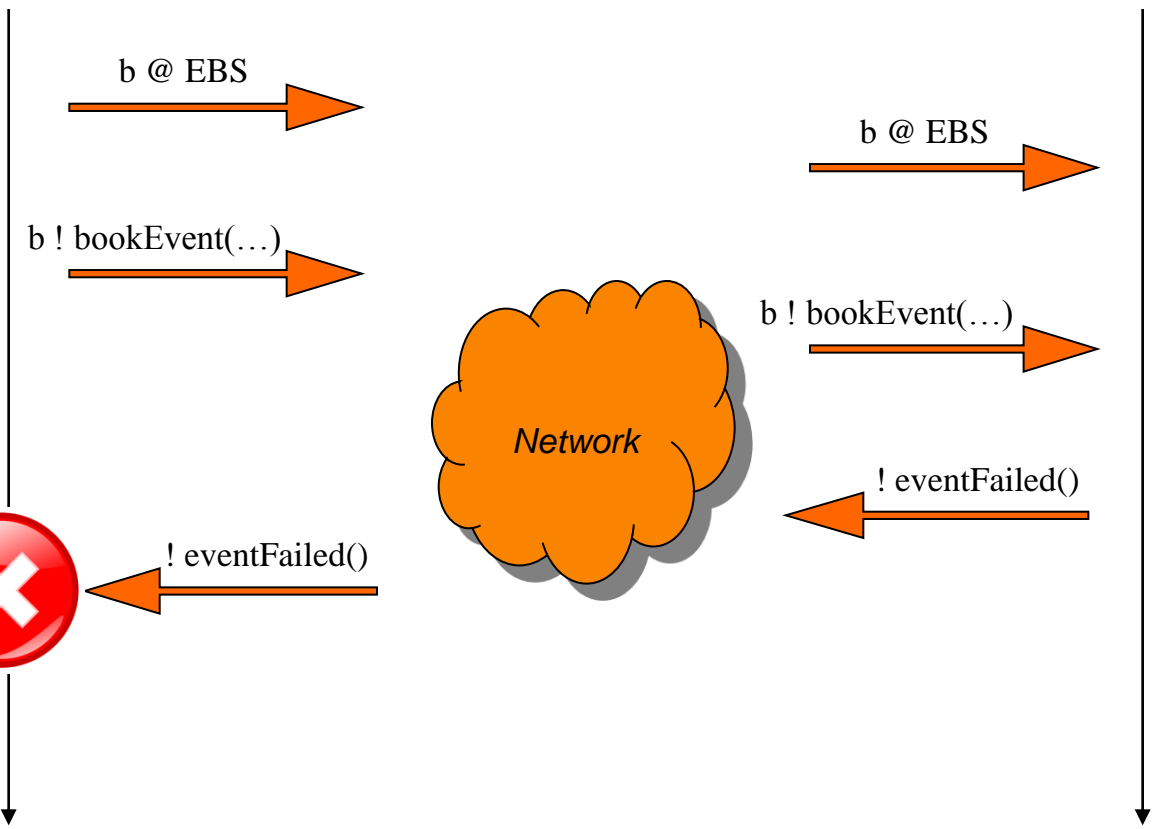 b @ EBS
b @ EBS
b ! bookEvent(…)
b ! bookEvent(…)
Network
! eventFailed()
! eventFailed()